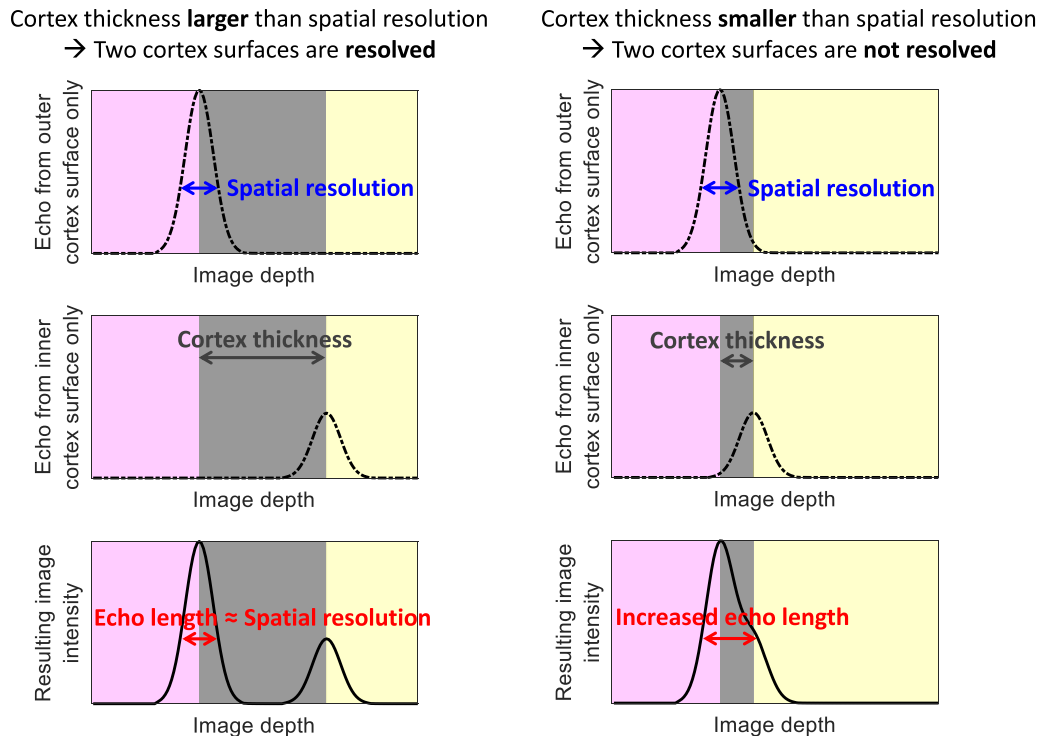 Cortex thickness larger than spatial resolution
→ Two cortex surfaces are resolved
Echo from outer
cortex surface only
Spatial resolution
Image depth
Echo from inner
cortex surface only
Cortex thickness
Image depth
Resulting image
intensity
Echo length ≈ Spatial resolution
Image depth
Cortex thickness smaller than spatial resolution
→ Two cortex surfaces are not resolved
Echo from outer
cortex surface only
Spatial resolution
Image depth
Echo from inner
cortex surface only
Cortex thickness
Image depth
Resulting image
intensity
Increased echo length
Image depth